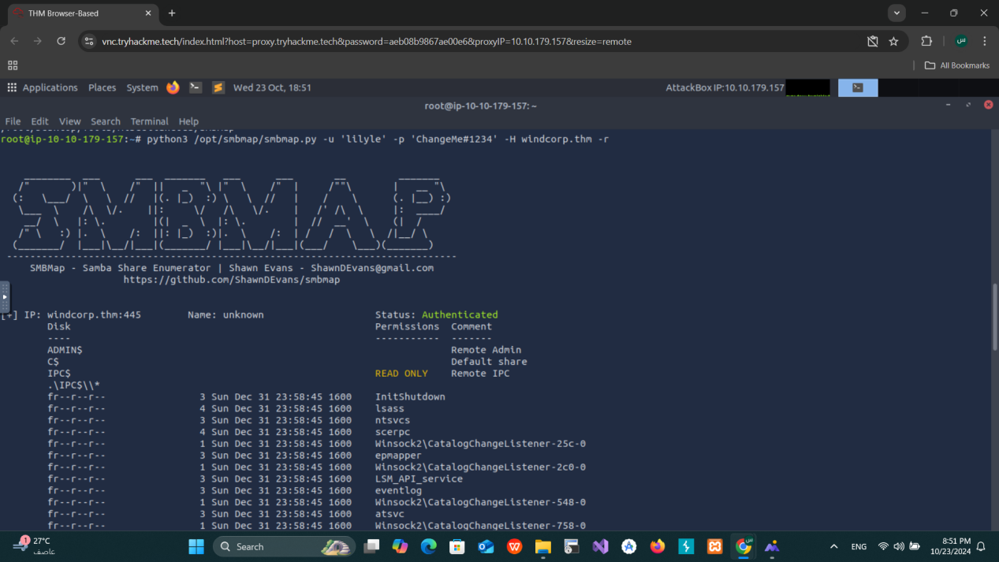 THM Browser-Based
vnc.tryhackme.tech/index.html?host=proxy.tryhackme.tech&password=aeb08b9867ae00e6&proxyIP=10.10.179.157&resize=remote
س
All Bookmarks
Applications Places System Wed 23 Oct, 18:51 AttackBox IP:10.10.179.157
root@ip-10-10-179-157: ~
File Edit View Search Terminal Help
root@ip-10-10-179-157:~# python3 /opt/smbmap/smbmap.py -u 'lilyle' -p 'ChangeMe#1234' -H windcorp.thm -r
SMBMAP
SMBMap - Samba Share Enumerator | Shawn Evans - ShawnDEvans@gmail.com
https://github.com/ShawnDEvans/smbmap
[+] IP: windcorp.thm:445 Name: unknown Status: Authenticated
Disk Permissions Comment
---- ----------- -------
ADMIN$ Remote Admin
C$ Default share
IPC$ READ ONLY Remote IPC
.\IPC$\\*
fr--r--r-- 3 Sun Dec 31 23:58:45 1600 InitShutdown
fr--r--r-- 4 Sun Dec 31 23:58:45 1600 lsass
fr--r--r-- 3 Sun Dec 31 23:58:45 1600 ntsvcs
fr--r--r-- 4 Sun Dec 31 23:58:45 1600 scerpc
fr--r--r-- 1 Sun Dec 31 23:58:45 1600 Winsock2\CatalogChangeListener-25c-0
fr--r--r-- 3 Sun Dec 31 23:58:45 1600 epmapper
fr--r--r-- 1 Sun Dec 31 23:58:45 1600 Winsock2\CatalogChangeListener-2c0-0
fr--r--r-- 3 Sun Dec 31 23:58:45 1600 LSM_API_service
fr--r--r-- 3 Sun Dec 31 23:58:45 1600 eventlog
fr--r--r-- 1 Sun Dec 31 23:58:45 1600 Winsock2\CatalogChangeListener-548-0
fr--r--r-- 3 Sun Dec 31 23:58:45 1600 atsvc
fr--r--r-- 1 Sun Dec 31 23:58:45 1600 Winsock2\CatalogChangeListener-758-0
1
27°C
عاصف
Search
ENG
8:51 PM
10/23/2024